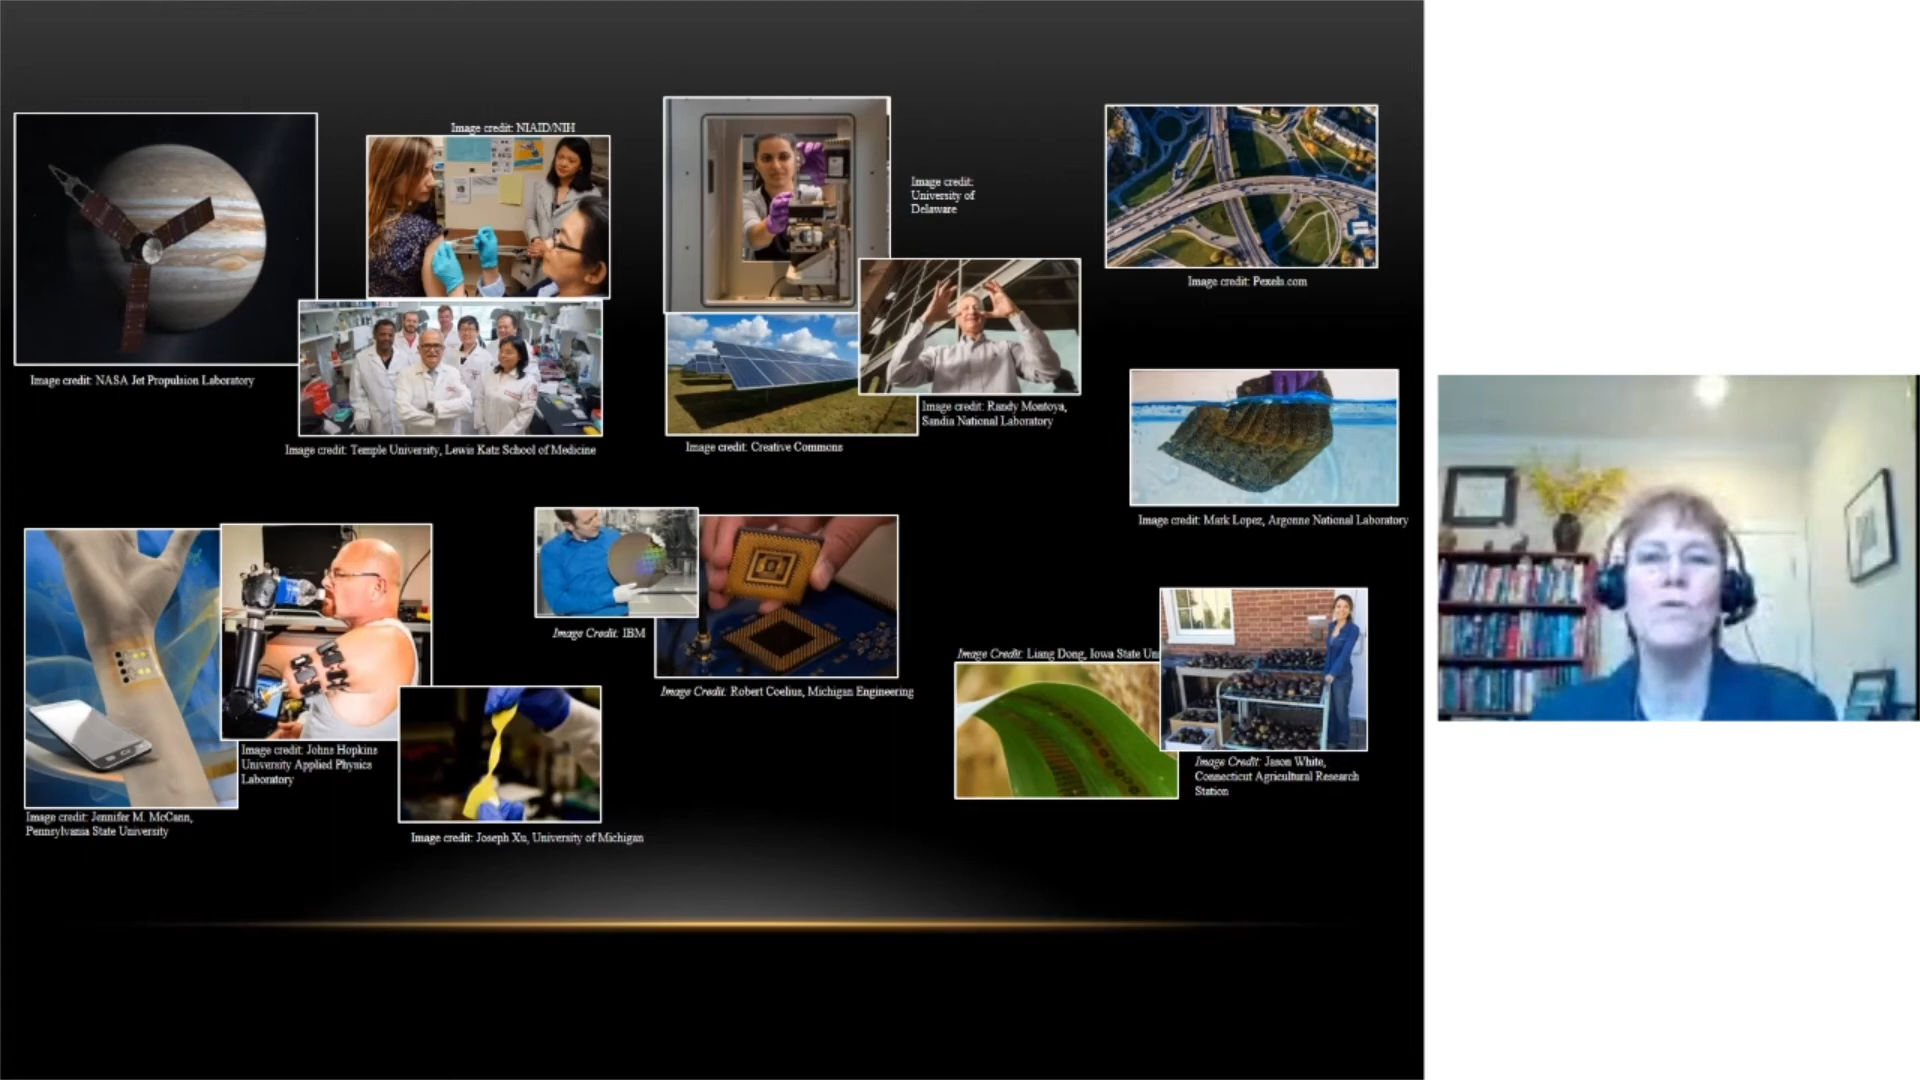 Image credit: NIAID/NIH
Image credit:
University of
Delaware
Image credit: Pexels.com
Image credit: NASA Jet Propulsion Laboratory
Image credit: Randy Montoya,
Sandia National Laboratory
Image credit: Temple University, Lewis Katz School of Medicine
Image credit: Creative Commons
Image credit: Mark Lopez, Argonne National Laboratory
Image Credit: IBM
Image Credit: Liang Dong, Iowa State Un
Image Credit: Robert Coelius, Michigan Engineering
Image credit: Johns Hopkins
University Applied Physics
Laboratory
Image Credit: Jason White,
Connecticut Agricultural Research
Station
Image credit: Jennifer M. McCann,
Pennsylvania State University
Image credit: Joseph Xu, University of Michigan